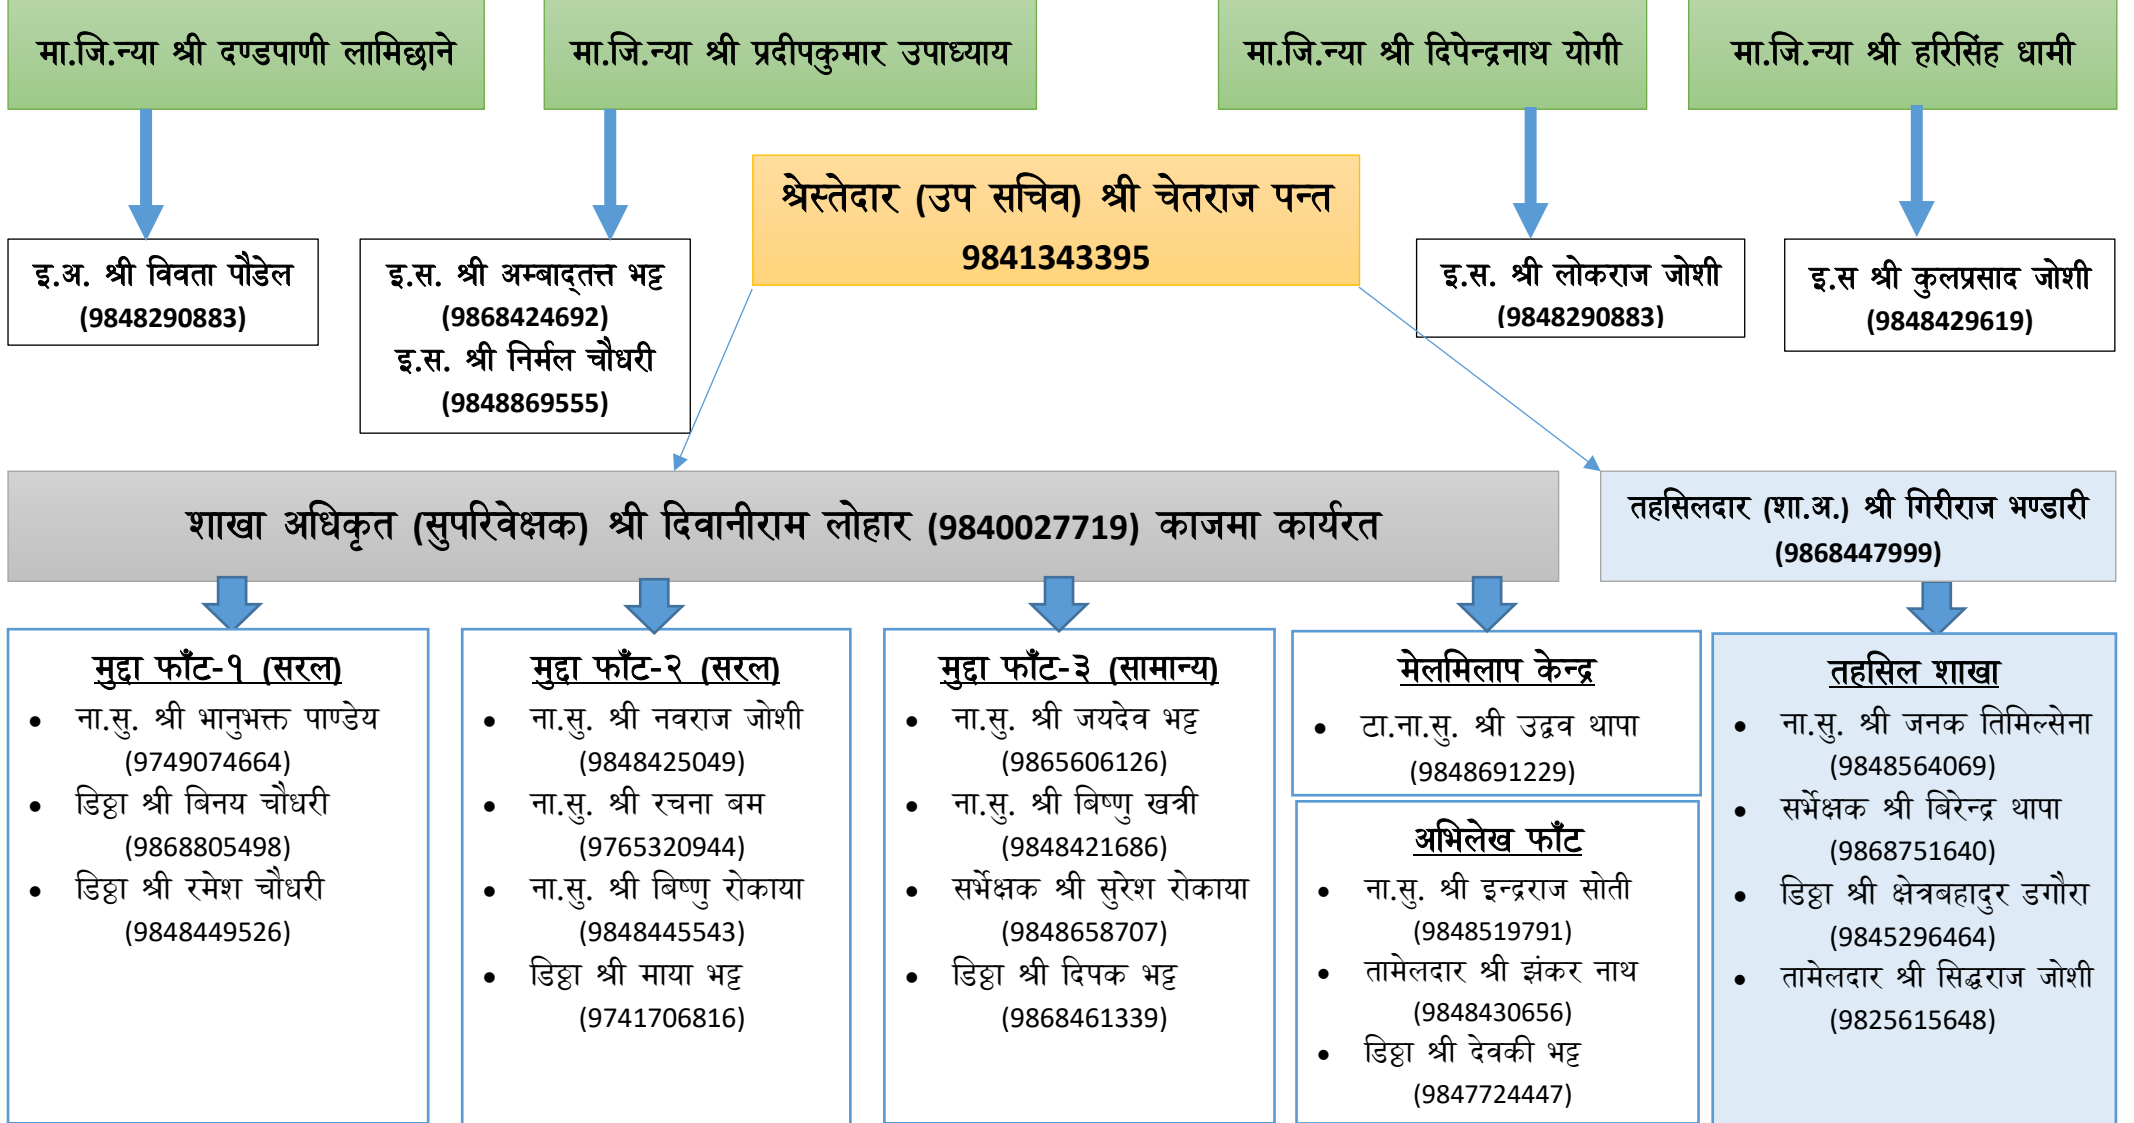 मा.जि.न्या श्री दण्डपाणी लामिछाने
मा.जि.न्या श्री प्रदीपकुमार उपाध्याय
मा.जि.न्या श्री दिपेन्द्रनाथ योगी
मा.जि.न्या श्री हरिसिंह धामी
श्रेस्तेदार (उप सचिव) श्री चेतराज पन्त
9841343395
इ.अ. श्री विवता पौडेल
(9848290883)
इ.स. श्री अम्बाद्तत्त भट्ट
(9868424692)
इ.स. श्री निर्मल चौधरी
(9848869555)
इ.स. श्री लोकराज जोशी
(9848290883)
इ.स श्री कुलप्रसाद जोशी
(9848429619)
शाखा अधिकृत (सुपरिवेक्षक) श्री दिवानीराम लोहार (9840027719) काजमा कार्यरत
तहसिलदार (शा.अ.) श्री गिरीराज भण्डारी
(9868447999)
मुद्दा फाँट-१ (सरल)
• ना.सु. श्री भानुभक्त पाण्डेय
(9749074664)
• डिठ्ठा श्री बिनय चौधरी
(9868805498)
• डिठ्ठा श्री रमेश चौधरी
(9848449526)
मुद्दा फाँट-२ (सरल)
• ना.सु. श्री नवराज जोशी
(9848425049)
• ना.सु. श्री रचना बम
(9765320944)
• ना.सु. श्री बिष्णु रोकाया
(9848445543)
• डिठ्ठा श्री माया भट्ट
(9741706816)
मुद्दा फाँट-३ (सामान्य)
• ना.सु. श्री जयदेव भट्ट
(9865606126)
• ना.सु. श्री बिष्णु खत्री
(9848421686)
• सर्भेक्षक श्री सुरेश रोकाया
(9848658707)
• डिठ्ठा श्री दिपक भट्ट
(9868461339)
मेलमिलाप केन्द्र
• टा.ना.सु. श्री उद्वव थापा
(9848691229)
अभिलेख फाँट
• ना.सु. श्री इन्द्रराज सोती
(9848519791)
• तामेलदार श्री झंकर नाथ
(9848430656)
• डिठ्ठा श्री देवकी भट्ट
(9847724447)
तहसिल शाखा
• ना.सु. श्री जनक तिमिल्सेना
(9848564069)
• सर्भेक्षक श्री बिरेन्द्र थापा
(9868751640)
• डिठ्ठा श्री क्षेत्रबहादुर डगौरा
(9845296464)
• तामेलदार श्री सिद्धराज जोशी
(9825615648)